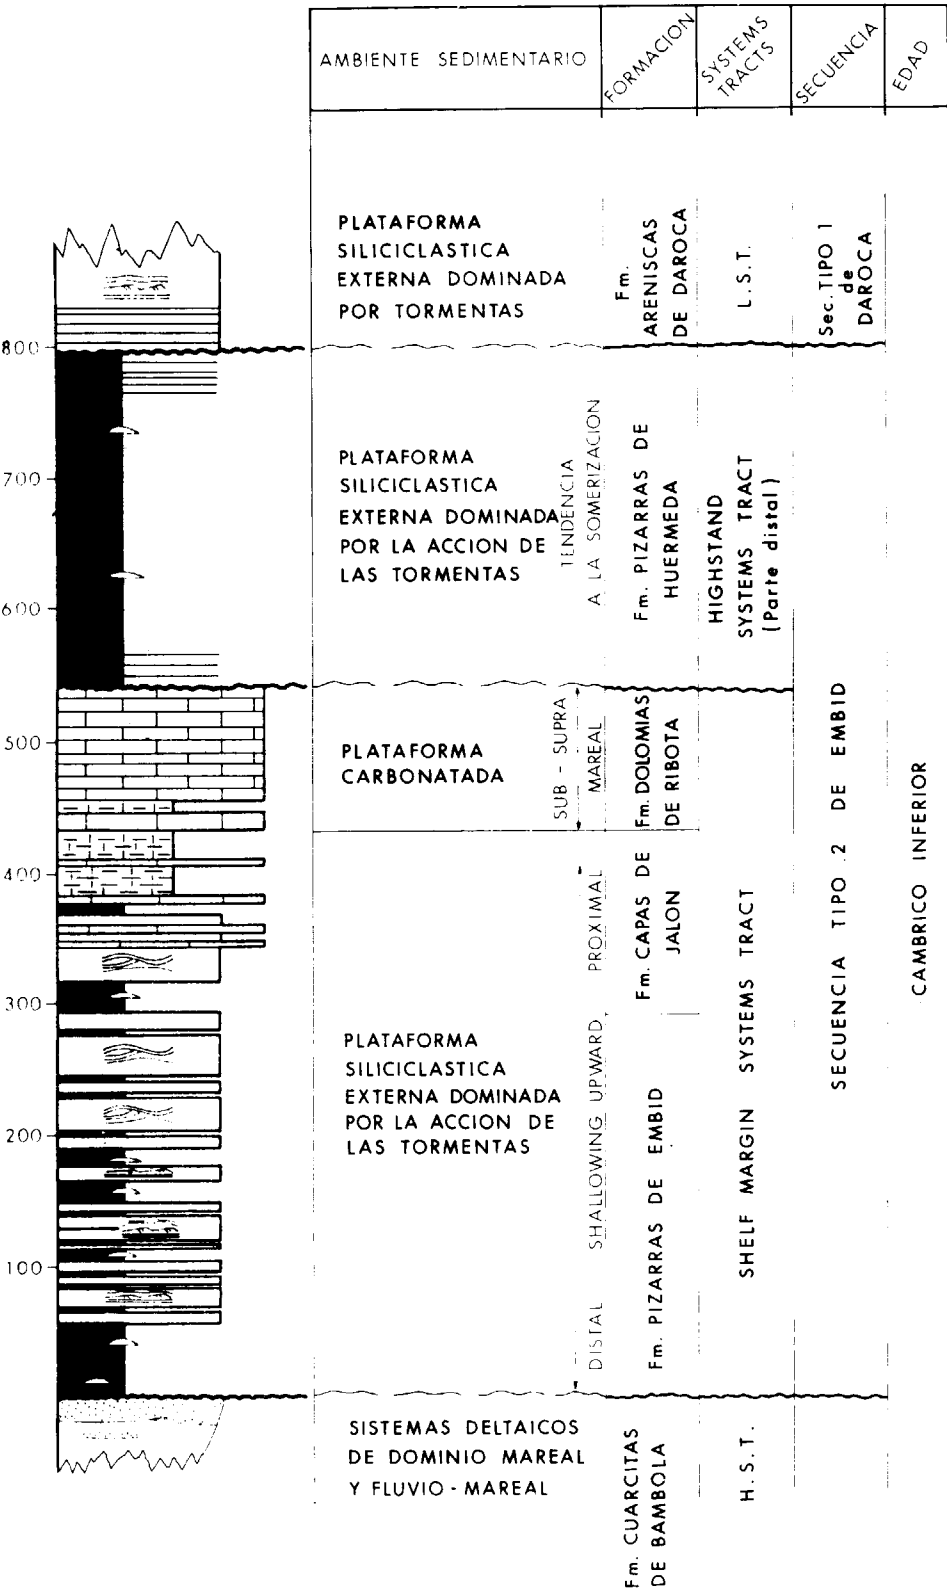 AMBIENTE SEDIMENTARIO
FORMACION
SYSTEMS
TRACTS
SECUENCIA
EDAD
PLATAFORMA
SILICICLASTICA
EXTERNA DOMINADA
POR TORMENTAS
Fm.
ARENISCAS
DE DAROCA
L.S.T.
Sec. TIPO 1
de
DAROCA
800
700
600
500
400
300
200
100
PLATAFORMA
SILICICLASTICA
EXTERNA DOMINADA
POR LA ACCION DE
LAS TORMENTAS
TENDENCIA
A LA SOMERIZACION
Fm. PIZARRAS DE
HUERMEDA
HIGHSTAND
SYSTEMS TRACT
(Parte distal)
PLATAFORMA
CARBONATADA
SUB - SUPRA
MAREAL
Fm. DOLOMIAS
DE RIBOTA
PLATAFORMA
SILICICLASTICA
EXTERNA DOMINADA
POR LA ACCION DE
LAS TORMENTAS
DISTAL SHALLOWING UPWARD PROXIMAL
Fm. CAPAS DE
JALON
Fm. PIZARRAS DE EMBID
SHELF MARGIN SYSTEMS TRACT
SECUENCIA TIPO 2 DE EMBID
CAMBRICO INFERIOR
SISTEMAS DELTAICOS
DE DOMINIO MAREAL
Y FLUVIO - MAREAL
Fm. CUARCITAS
DE BAMBOLA
H.S.T.